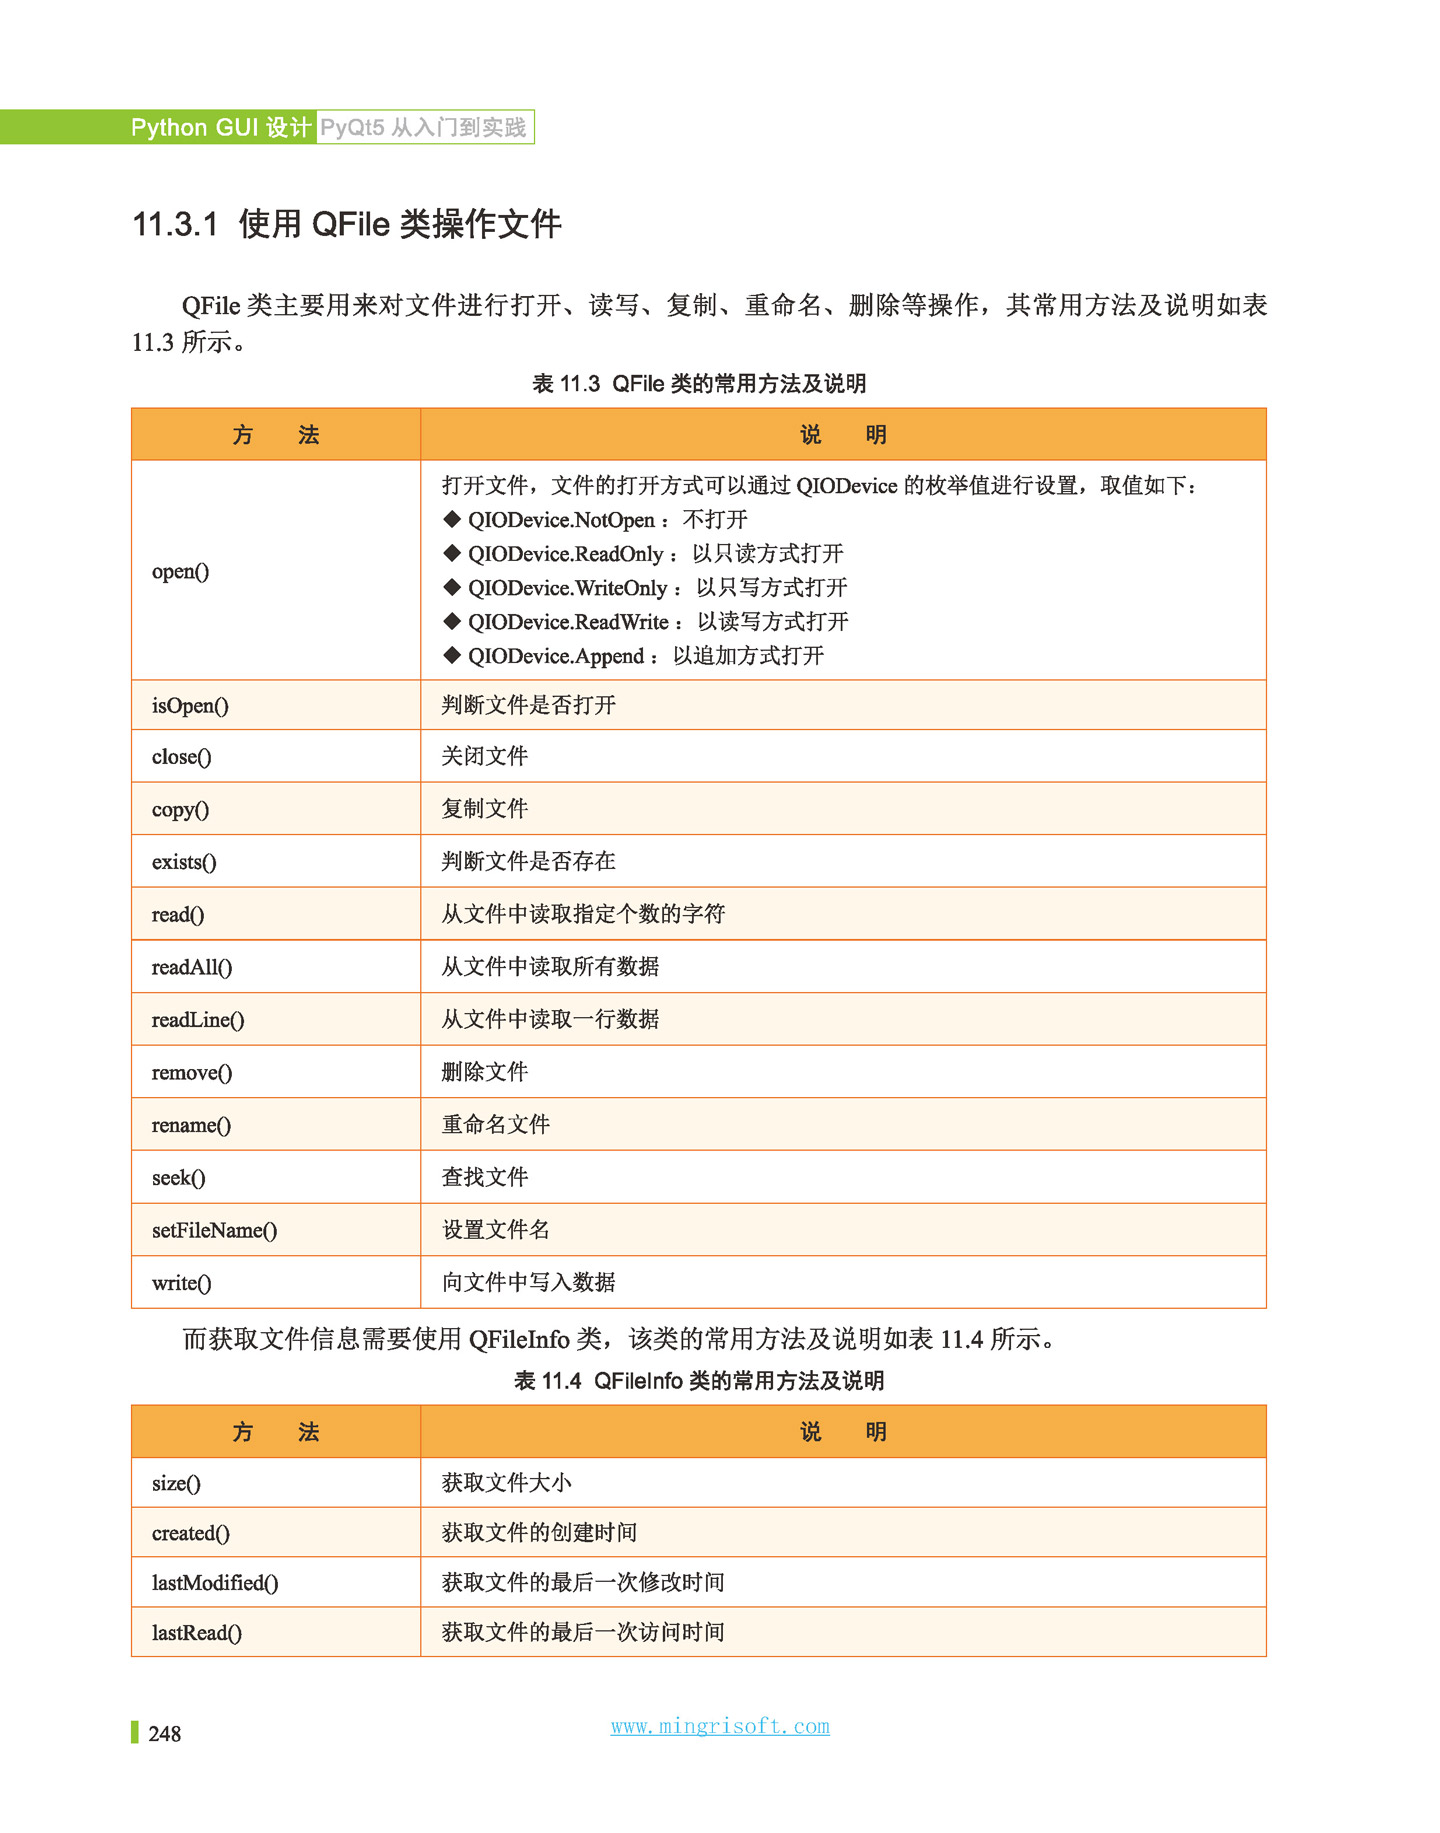 Python GUI 设计 PyQt5 从入门到实践
11.3.1 使用 QFile 类操作文件
QFile 类主要用来对文件进行打开、读写、复制、重命名、删除等操作，其常用方法及说明如表
11.3 所示。
表 11.3 QFile 类的常用方法及说明
方 法 说 明
open()
打开文件，文件的打开方式可以通过 QIODevice 的枚举值进行设置，取值如下：
◆ QIODevice.NotOpen：不打开
◆ QIODevice.ReadOnly：以只读方式打开
◆ QIODevice.WriteOnly：以只写方式打开
◆ QIODevice.ReadWrite：以读写方式打开
◆ QIODevice.Append：以追加方式打开
isOpen() 判断文件是否打开
close() 关闭文件
copy() 复制文件
exists() 判断文件是否存在
read() 从文件中读取指定个数的字符
readAll() 从文件中读取所有数据
readLine() 从文件中读取一行数据
remove() 删除文件
rename() 重命名文件
seek() 查找文件
setFileName() 设置文件名
write() 向文件中写入数据
而获取文件信息需要使用 QFileInfo 类，该类的常用方法及说明如表 11.4 所示。
表 11.4 QFileInfo 类的常用方法及说明
方 法 说 明
size() 获取文件大小
created() 获取文件的创建时间
lastModified() 获取文件的最后一次修改时间
lastRead() 获取文件的最后一次访问时间
248
www.mingrisoft.com